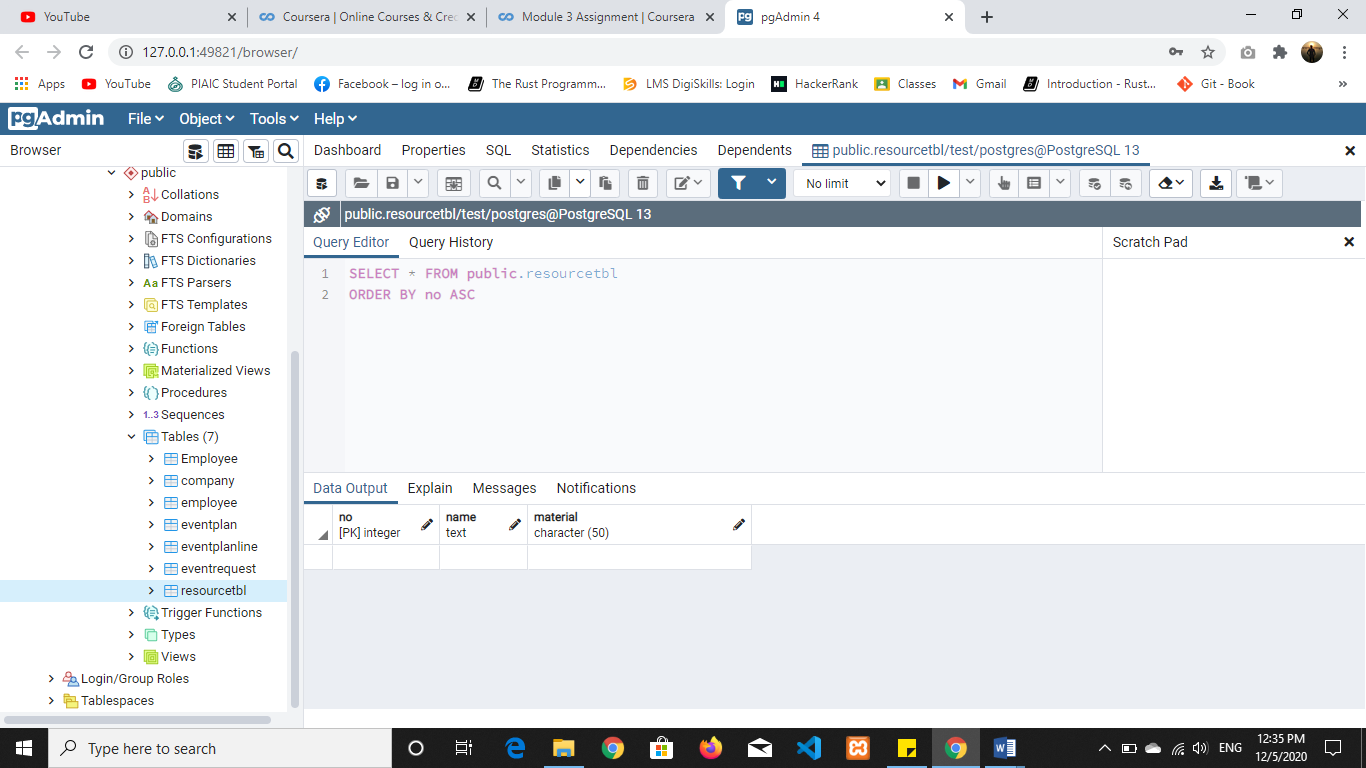 YouTube
Coursera | Online Courses & Cred
Module 3 Assignment | Coursera
pgAdmin 4
127.0.0.1:49821/browser/
Apps
YouTube
PIAIC Student Portal
Facebook – log in o...
The Rust Programm...
LMS DigiSkills: Login
HackerRank
Classes
Gmail
Introduction - Rust...
Git - Book
»
pgAdmin
File
Object
Tools
Help
Browser
Dashboard
Properties
SQL
Statistics
Dependencies
Dependents
public.resourcetbl/test/postgres@PostgreSQL 13
No limit
public.resourcetbl/test/postgres@PostgreSQL 13
public
Collations
Domains
FTS Configurations
FTS Dictionaries
Aa FTS Parsers
FTS Templates
Foreign Tables
Functions
Materialized Views
Procedures
1..3 Sequences
Tables (7)
Employee
company
employee
eventplan
eventplanline
eventrequest
resourcetbl
Trigger Functions
Types
Views
Login/Group Roles
Tablespaces
Query Editor
Query History
Scratch Pad
1 SELECT * FROM public.resourcetbl
2 ORDER BY no ASC
Data Output
Explain
Messages
Notifications
no
[PK] integer
name
text
material
character (50)
Type here to search
ENG
12:35 PM
12/5/2020